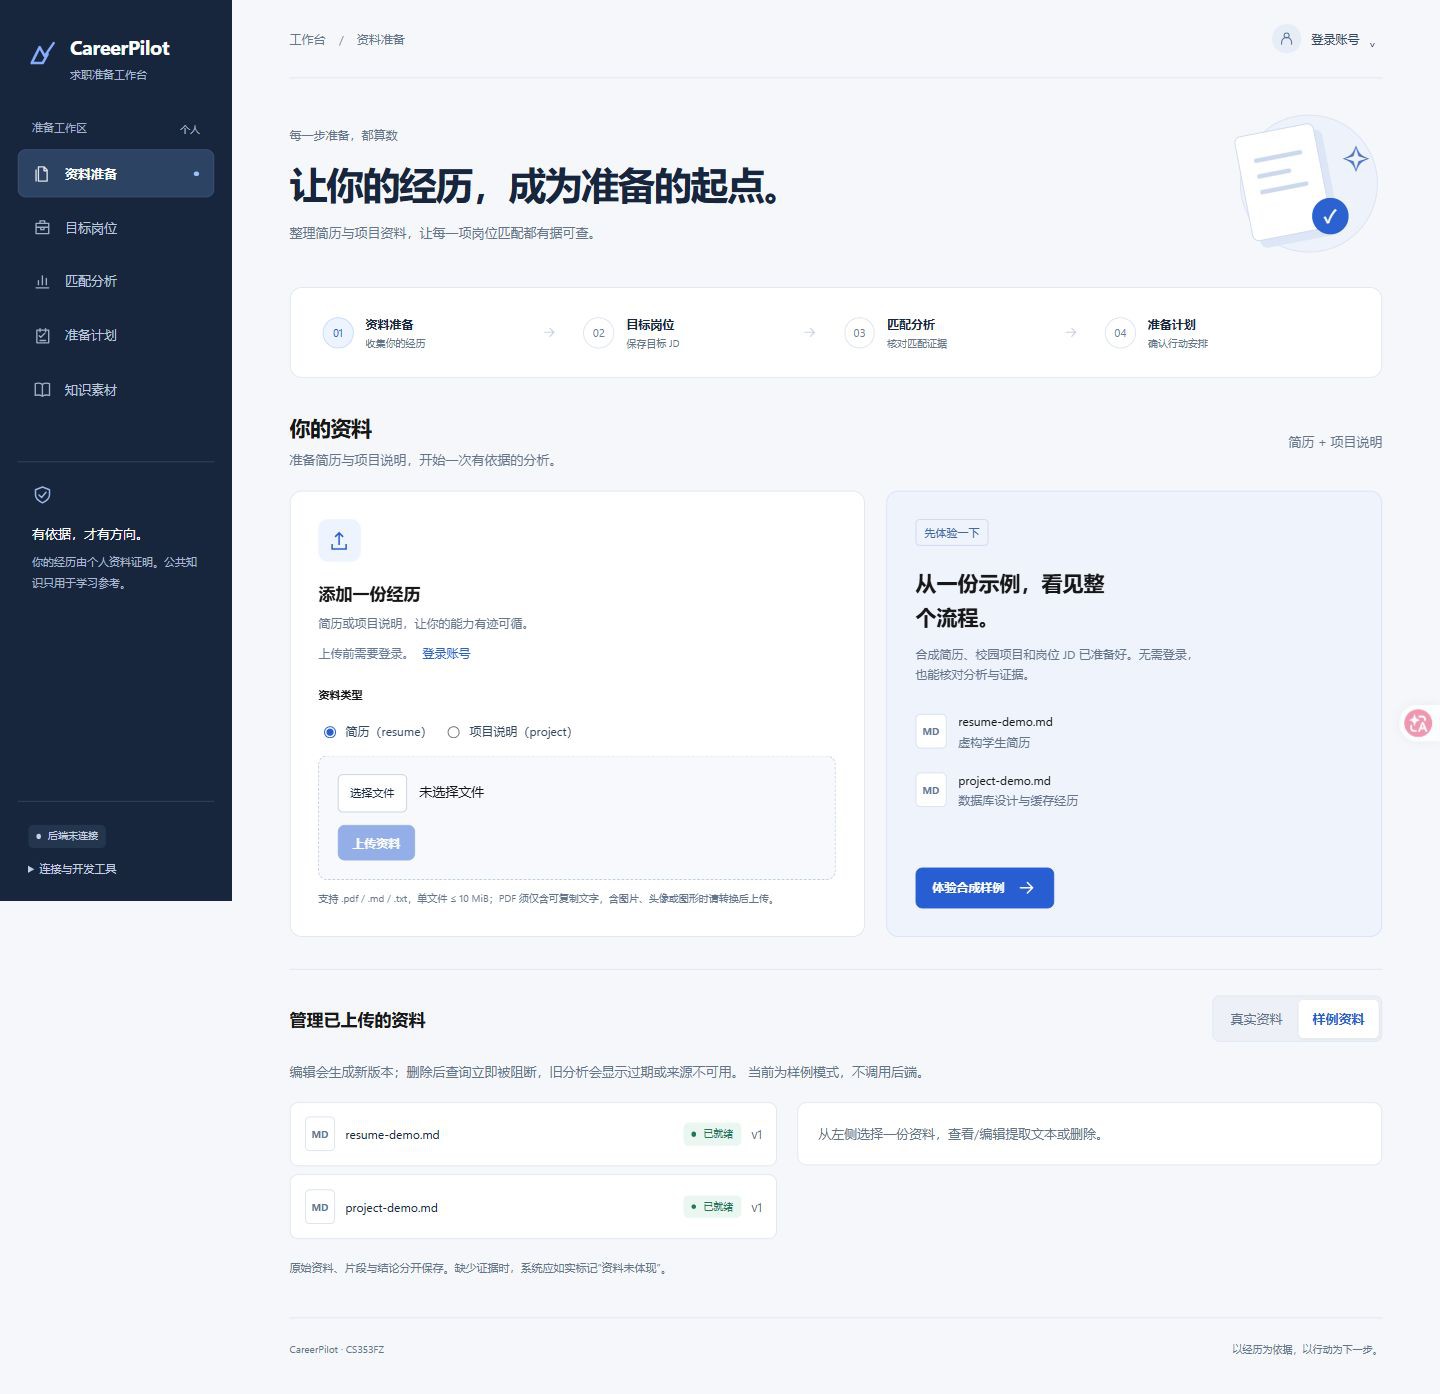 CareerPilot
求职准备工作台
准备工作区 个人
资料准备
目标岗位
匹配分析
准备计划
知识素材
有依据，才有方向。
你的经历由个人资料证明。公共知
识只用于学习参考。
后端未连接
连接与开发工具
工作台 / 资料准备
登录账号
每一步准备，都算数
让你的经历，成为准备的起点。
整理简历与项目资料，让每一项岗位匹配都有据可查。
01 资料准备
收集你的经历
02 目标岗位
保存目标 JD
03 匹配分析
核对匹配证据
04 准备计划
确认行动安排
你的资料
准备简历与项目说明，开始一次有依据的分析。
简历 + 项目说明
添加一份经历
简历或项目说明，让你的能力有迹可循。
上传前需要登录。 登录账号
资料类型
简历（resume） 项目说明（project）
选择文件 未选择文件
上传资料
支持 .pdf / .md / .txt，单文件 ≤ 10 MiB；PDF 须仅含可复制文字，含图片、头像或图形时请转换后上传。
先体验一下
从一份示例，看见整
个流程。
合成简历、校园项目和岗位 JD 已准备好。无需登录，
也能核对分析与证据。
MD resume-demo.md
虚构学生简历
MD project-demo.md
数据库设计与缓存经历
体验合成样例
管理已上传的资料
真实资料 样例资料
编辑会生成新版本；删除后查询立即被阻断，旧分析会显示过期或来源不可用。 当前为样例模式，不调用后端。
MD resume-demo.md 已就绪 v1
MD project-demo.md 已就绪 v1
从左侧选择一份资料，查看/编辑提取文本或删除。
原始资料、片段与结论分开保存。缺少证据时，系统应如实标记“资料未体现”。
CareerPilot · CS353FZ
以经历为依据，以行动为下一步。